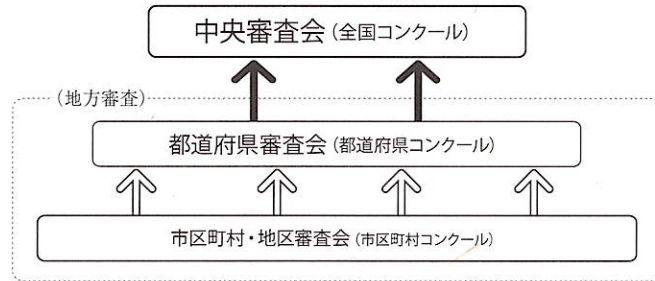 中央審査会（全国コンクール）
（地方審査）
都道府県審査会（都道府県コンクール）
市区町村・地区審査会（市区町村コンクール）